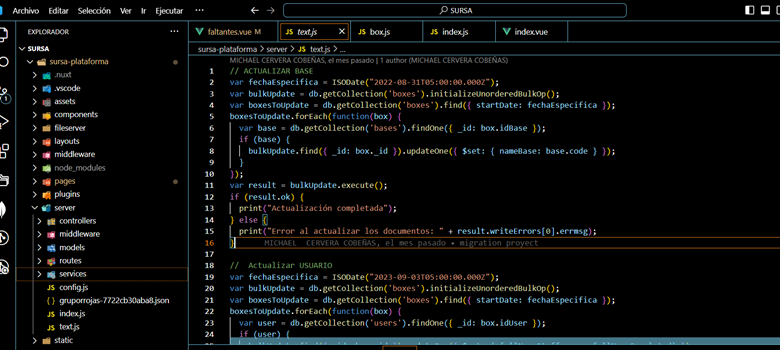 Archivo Editar Selección Ver Ir Ejecutar ... SURSA
EXPLORADOR ...
faltantes.vue M
text.js
box.js
index.js
index.vue
SURSA
sursa-plataforma
.nuxt
.vscode
assets
components
fileserver
layouts
middleware
node_modules
pages
plugins
server
controllers
middleware
models
routes
services
config.js
gruporrojas-7722cb30aba8.json
index.js
text.js
static
sursa-plataforma > server > text.js > ...
MICHAEL CERVERA COBEÑAS, el mes pasado | 1 author (MICHAEL CERVERA COBEÑAS)
1 // ACTUALIZAR BASE
2 var fechaEspecifica = ISODate("2022-08-31T05:00:00.000Z");
3 var bulkUpdate = db.getCollection('boxes').initializeUnorderedBulkOp();
4 var boxesToUpdate = db.getCollection('boxes').find({ startDate: fechaEspecifica });
5 boxesToUpdate.forEach(function(box) {
6 var base = db.getCollection('bases').findOne({ _id: box.idBase });
7 if (base) {
8 bulkUpdate.find({ _id: box._id }).updateOne({ $set: { nameBase: base.code } });
9 }
10 });
11 var result = bulkUpdate.execute();
12 if (result.ok) {
13 print("Actualización completada");
14 } else {
15 print("Error al actualizar los documentos: " + result.writeErrors[0].errmsg);
16 } MICHAEL CERVERA COBEÑAS, el mes pasado • migration proyect
17
18 // Actualizar USUARIO
19 var fechaEspecifica = ISODate("2023-09-03T05:00:00.000Z");
20 var bulkUpdate = db.getCollection('boxes').initializeUnorderedBulkOp();
21 var boxesToUpdate = db.getCollection('boxes').find({ startDate: fechaEspecifica });
22 boxesToUpdate.forEach(function(box) {
23 var user = db.getCollection('users').findOne({ _id: box.idUser });
24 if (user) {